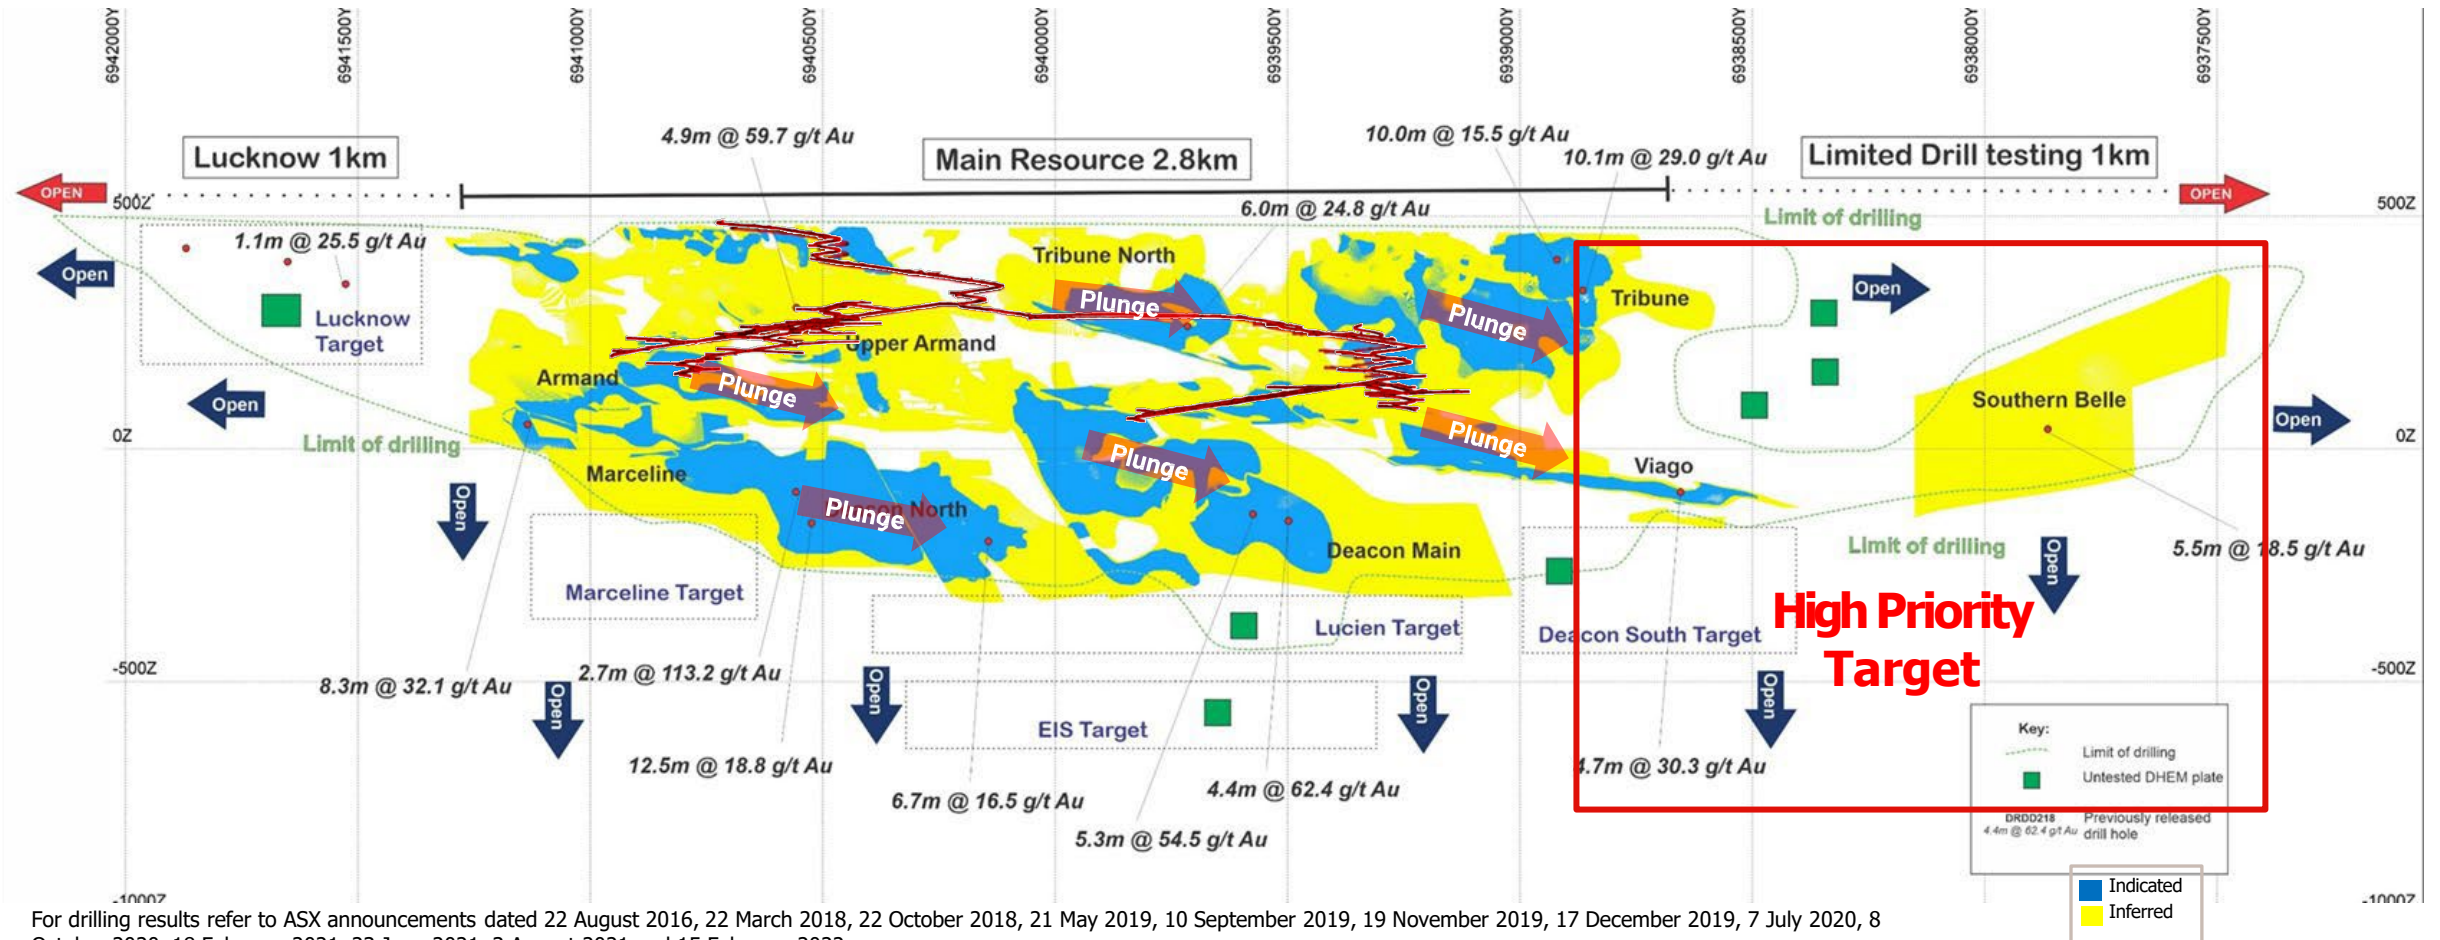 6942000Y
6941500Y
6941000Y
6940500Y
6940000Y
6939500Y
6939000Y
6938500Y
6938000Y
6937500Y
4.9m @ 59.7 g/t Au
10.0m @ 15.5 g/t Au
10.1m @ 29.0 g/t Au
Lucknow 1km
Main Resource 2.8km
Limited Drill testing 1km
OPEN
OPEN
500Z
500Z
6.0m @ 24.8 g/t Au
Limit of drilling
1.1m @ 25.5 g/t Au
Tribune North
Open
Open
Plunge
Plunge
Tribune
Lucknow
Target
Upper Armand
Armand
Plunge
Southern Belle
Open
Open
0Z
0Z
Limit of drilling
Plunge
Plunge
Marceline
Viago
Open
Plunge
Deacon North
Deacon Main
Limit of drilling
5.5m @ 18.5 g/t Au
Open
Marceline Target
High Priority
Target
Lucien Target
Deacon South Target
-500Z
-500Z
8.3m @ 32.1 g/t Au
2.7m @ 113.2 g/t Au
Open
Open
Open
Open
EIS Target
Key:
Limit of drilling
Untested DHEM plate
12.5m @ 18.8 g/t Au
4.7m @ 30.3 g/t Au
6.7m @ 16.5 g/t Au
4.4m @ 62.4 g/t Au
5.3m @ 54.5 g/t Au
DRDD218 Previously released
4.4m @ 62.4 g/t Au drill hole
Indicated
Inferred
-1000Z
-1000Z
For drilling results refer to ASX announcements dated 22 August 2016, 22 March 2018, 22 October 2018, 21 May 2019, 10 September 2019, 19 November 2019, 17 December 2019, 7 July 2020, 8